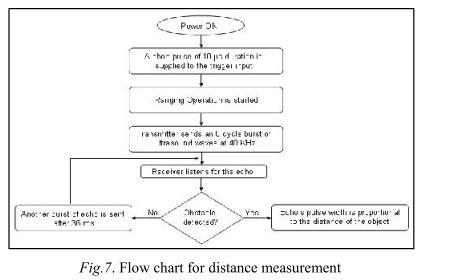 Power ON
A short pulse of 10 µs duration is
supplied to the trigger input
Ranging Operation is started
Transmitter sends an 8 cycle burst of
ultrasound waves at 40 KHz
Receiver listens for the echo
Obstacle
detected?
No
Yes
Another burst of echo is sent
after 36 ms
Echo's pulse width is proportional
to the distance of the object
Fig.7. Flow chart for distance measurement